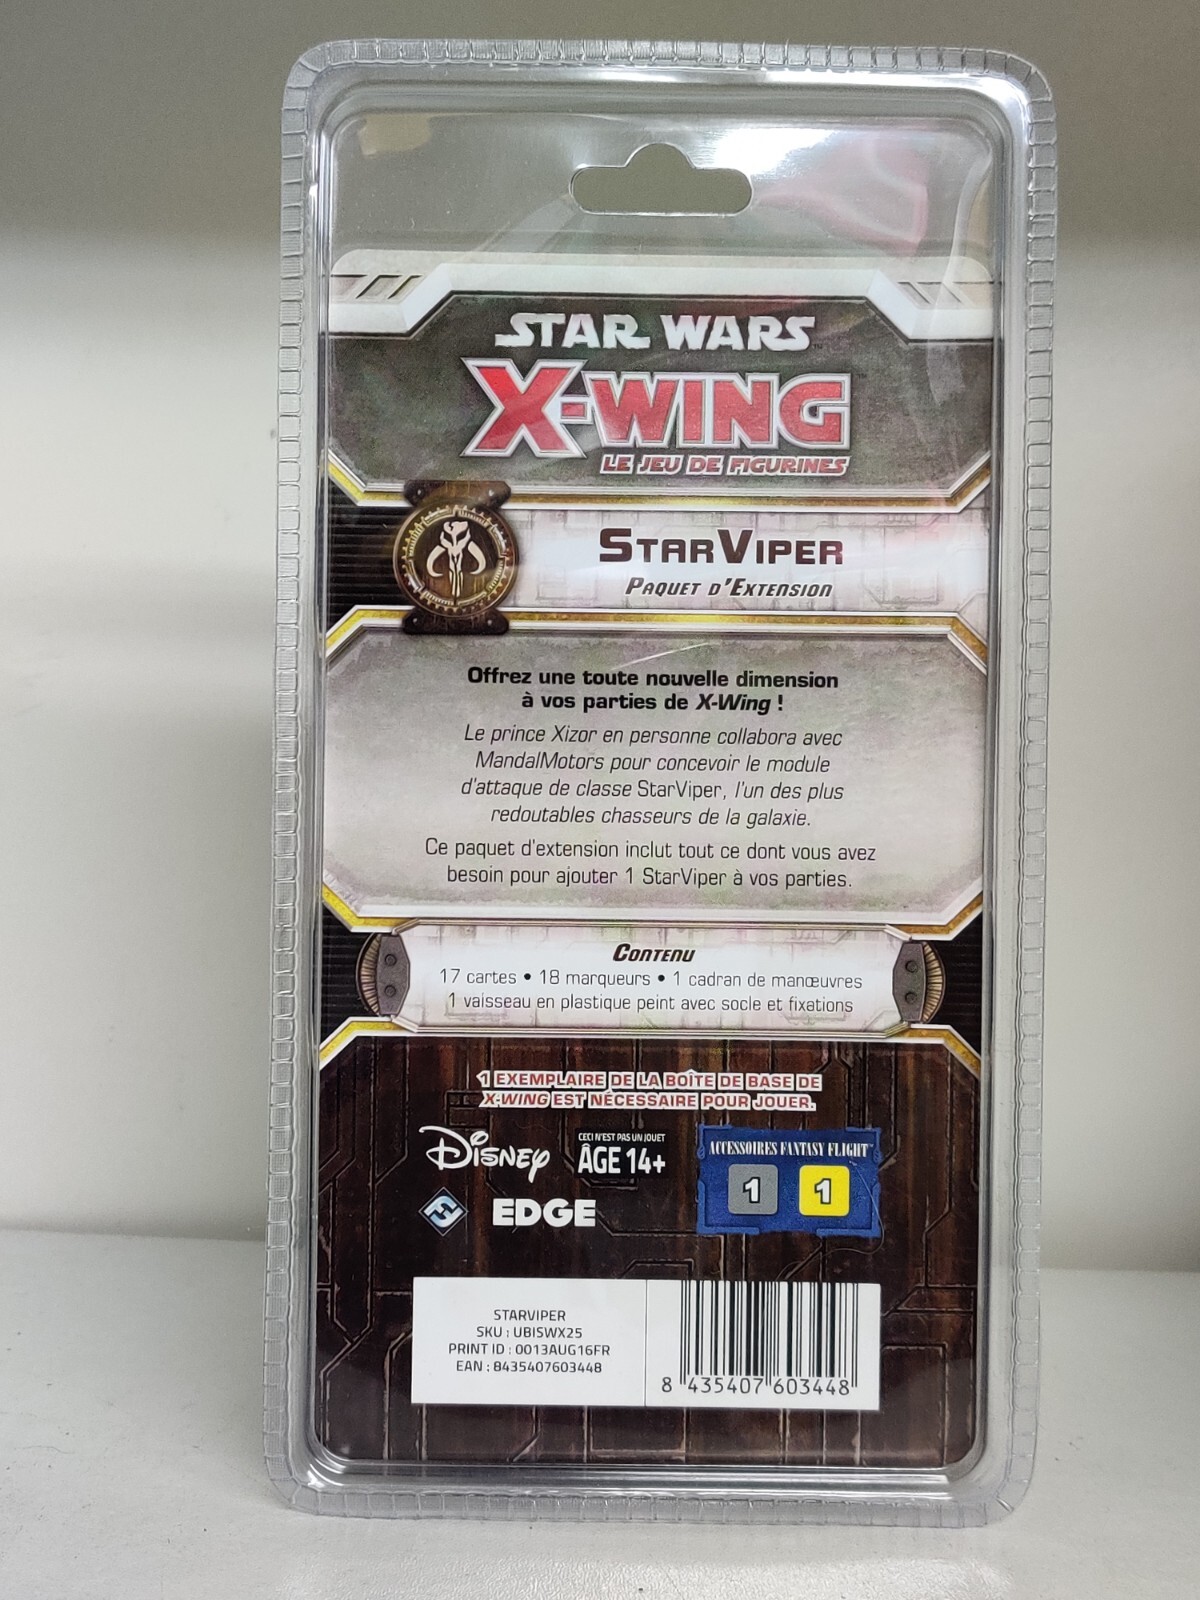 STAR WARS™
X-WING
LE JEU DE FIGURINES
STARVIPER
PAQUET D'EXTENSION
Offrez une toute nouvelle dimension
à vos parties de X-Wing !
Le prince Xizor en personne collabora avec
MandalMotors pour concevoir le module
d'attaque de classe StarViper, l'un des plus
redoutables chasseurs de la galaxie.
Ce paquet d'extension inclut tout ce dont vous avez
besoin pour ajouter 1 StarViper à vos parties.
CONTENU
17 cartes • 18 marqueurs • 1 cadran de manœuvres
1 vaisseau en plastique peint avec socle et fixations
1 EXEMPLAIRE DE LA BOÎTE DE BASE DE
X-WING EST NÉCESSAIRE POUR JOUER.
DISNEY
CECI N'EST PAS UN JOUET
ÂGE 14+
ACCESSOIRES FANTASY FLIGHT™
1 1
EDGE
STARVIPER
SKU : UBISWX25
PRINT ID : 0013AUG16FR
EAN : 8435407603448
8 435407 603448